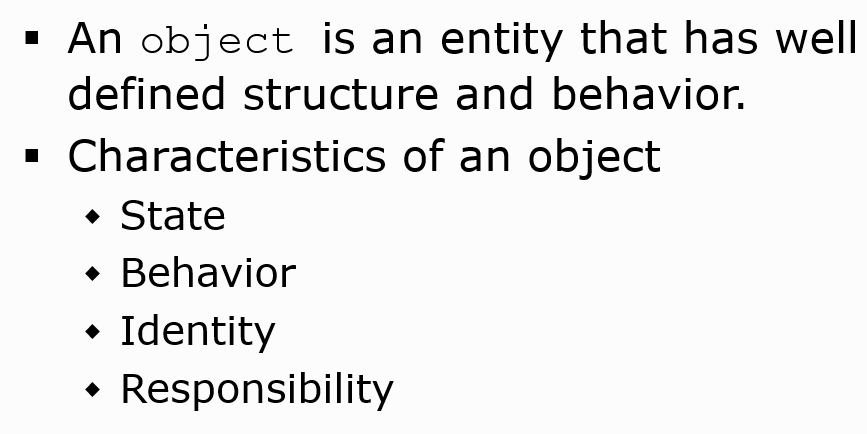 ▪ An object is an entity that has well
defined structure and behavior.
▪ Characteristics of an object
◆ State
◆ Behavior
◆ Identity
◆ Responsibility